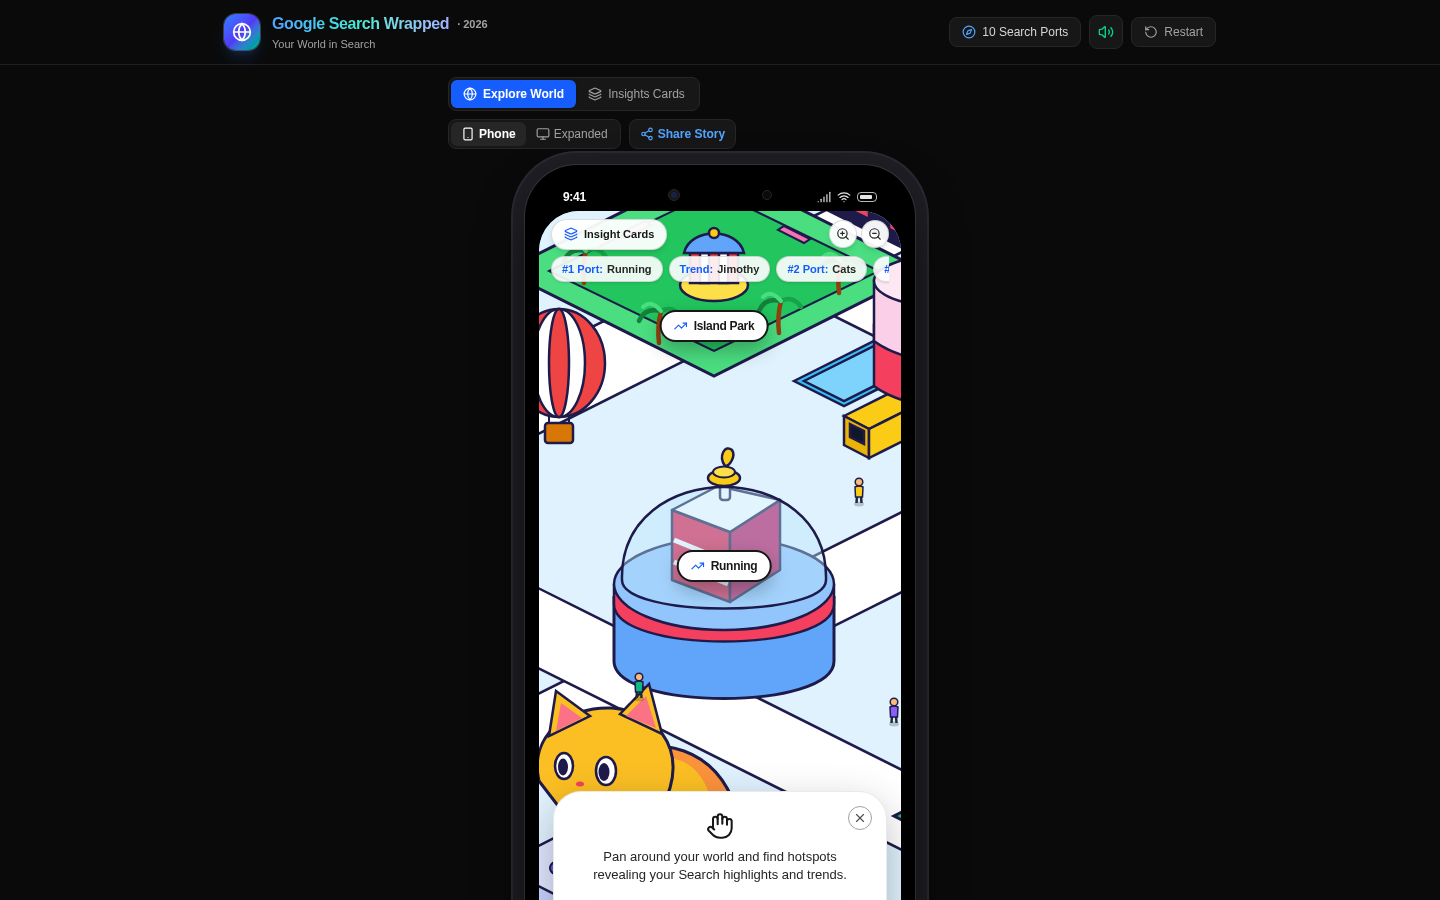 Google Search Wrapped · 2026
Your World in Search
10 Search Ports
Restart
Explore World
Insights Cards
Phone
Expanded
Share Story
9:41
Insight Cards
#1 Port: Running
Trend: Jimothy
#2 Port: Cats
#
Island Park
Running
Pan around your world and find hotspots
revealing your Search highlights and trends.